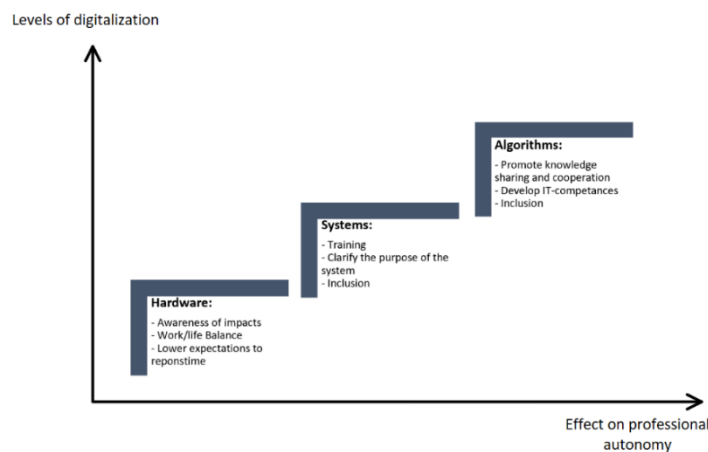 Levels of digitalization
Algorithms:
- Promote knowledge
sharing and cooperation
- Develop IT-competances
- Inclusion
Systems:
- Training
- Clarify the purpose of the
system
- Inclusion
Hardware:
- Awareness of impacts
- Work/life Balance
- Lower expectations to
reponstime
Effect on professional
autonomy